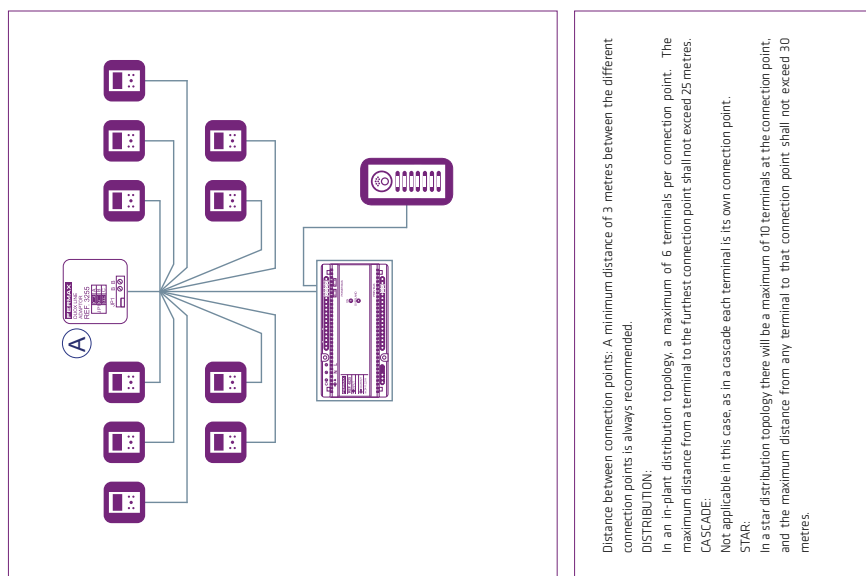 FERMAX
DUOX LINE
ADAPTOR
REF. 3255
JP1
B B
A
Distance between connection points: A minimum distance of 3 metres between the different
connection points is always recommended.
DISTRIBUTION:
In an in-plant distribution topology, a maximum of 6 terminals per connection point. The
maximum distance from a terminal to the furthest connection point shall not exceed 25 metres.
CASCADE:
Not applicable in this case, as in a cascade each terminal is its own connection point.
STAR:
In a star distribution topology there will be a maximum of 10 terminals at the connection point,
and the maximum distance from any terminal to that connection point shall not exceed 30
metres.